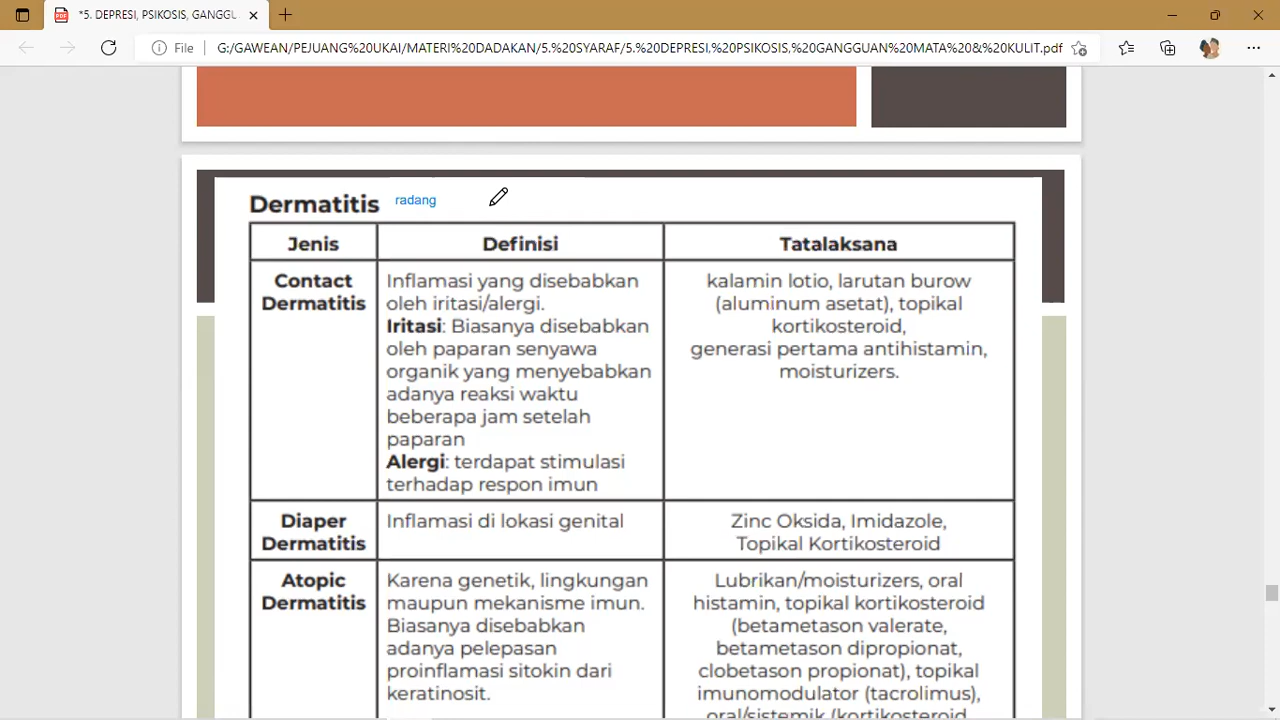 *5. DEPRESI, PSIKOSIS, GANGGU
File
G:/GAWEAN/PEJUANG%20UKAI/MATERI%20DADAKAN/5.%20SYARAF/5.%20DEPRESI,%20PSIKOSIS,%20GANGGUAN%20MATA%20&%20KULIT.pdf
Dermatitis radang
Jenis
Definisi
Tatalaksana
Contact
Dermatitis
Inflamasi yang disebabkan
oleh iritasi/alergi.
Iritasi: Biasanya disebabkan
oleh paparan senyawa
organik yang menyebabkan
adanya reaksi waktu
beberapa jam setelah
paparan
Alergi: terdapat stimulasi
terhadap respon imun
kalamin lotio, larutan burow
(aluminum asetat), topikal
kortikosteroid,
generasi pertama antihistamin,
moisturizers.
Diaper
Dermatitis
Inflamasi di lokasi genital
Zinc Oksida, Imidazole,
Topikal Kortikosteroid
Atopic
Dermatitis
Karena genetik, lingkungan
maupun mekanisme imun.
Biasanya disebabkan
adanya pelepasan
proinflamasi sitokin dari
keratinosit.
Lubrikan/moisturizers, oral
histamin, topikal kortikosteroid
(betametason valerate,
betametason dipropionat,
clobetason propionat), topikal
imunomodulator (tacrolimus),
oral/sistemik (kortikosteroid